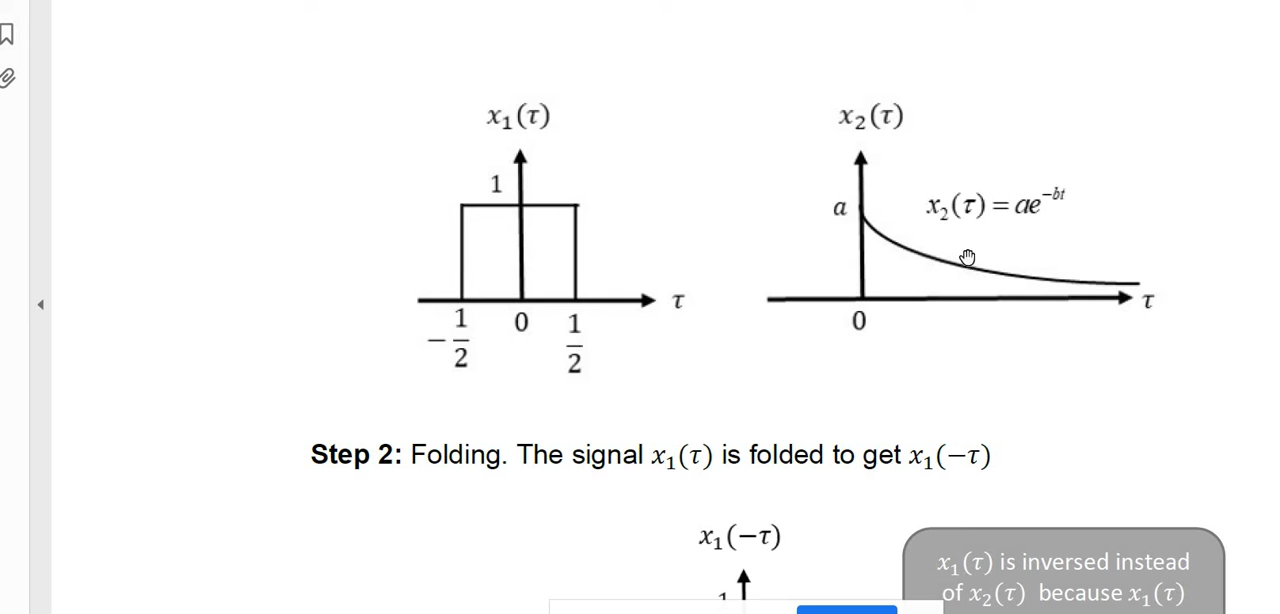 x₁(τ)
x₂(τ)
1
a
x₂(τ) = ae⁻ᵇᵗ
τ
τ
−1/2
0
1/2
0
Step 2: Folding. The signal x₁(τ) is folded to get x₁(−τ)
x₁(−τ)
x₁(τ) is inversed instead
of x₂(τ) because x₁(τ)
1